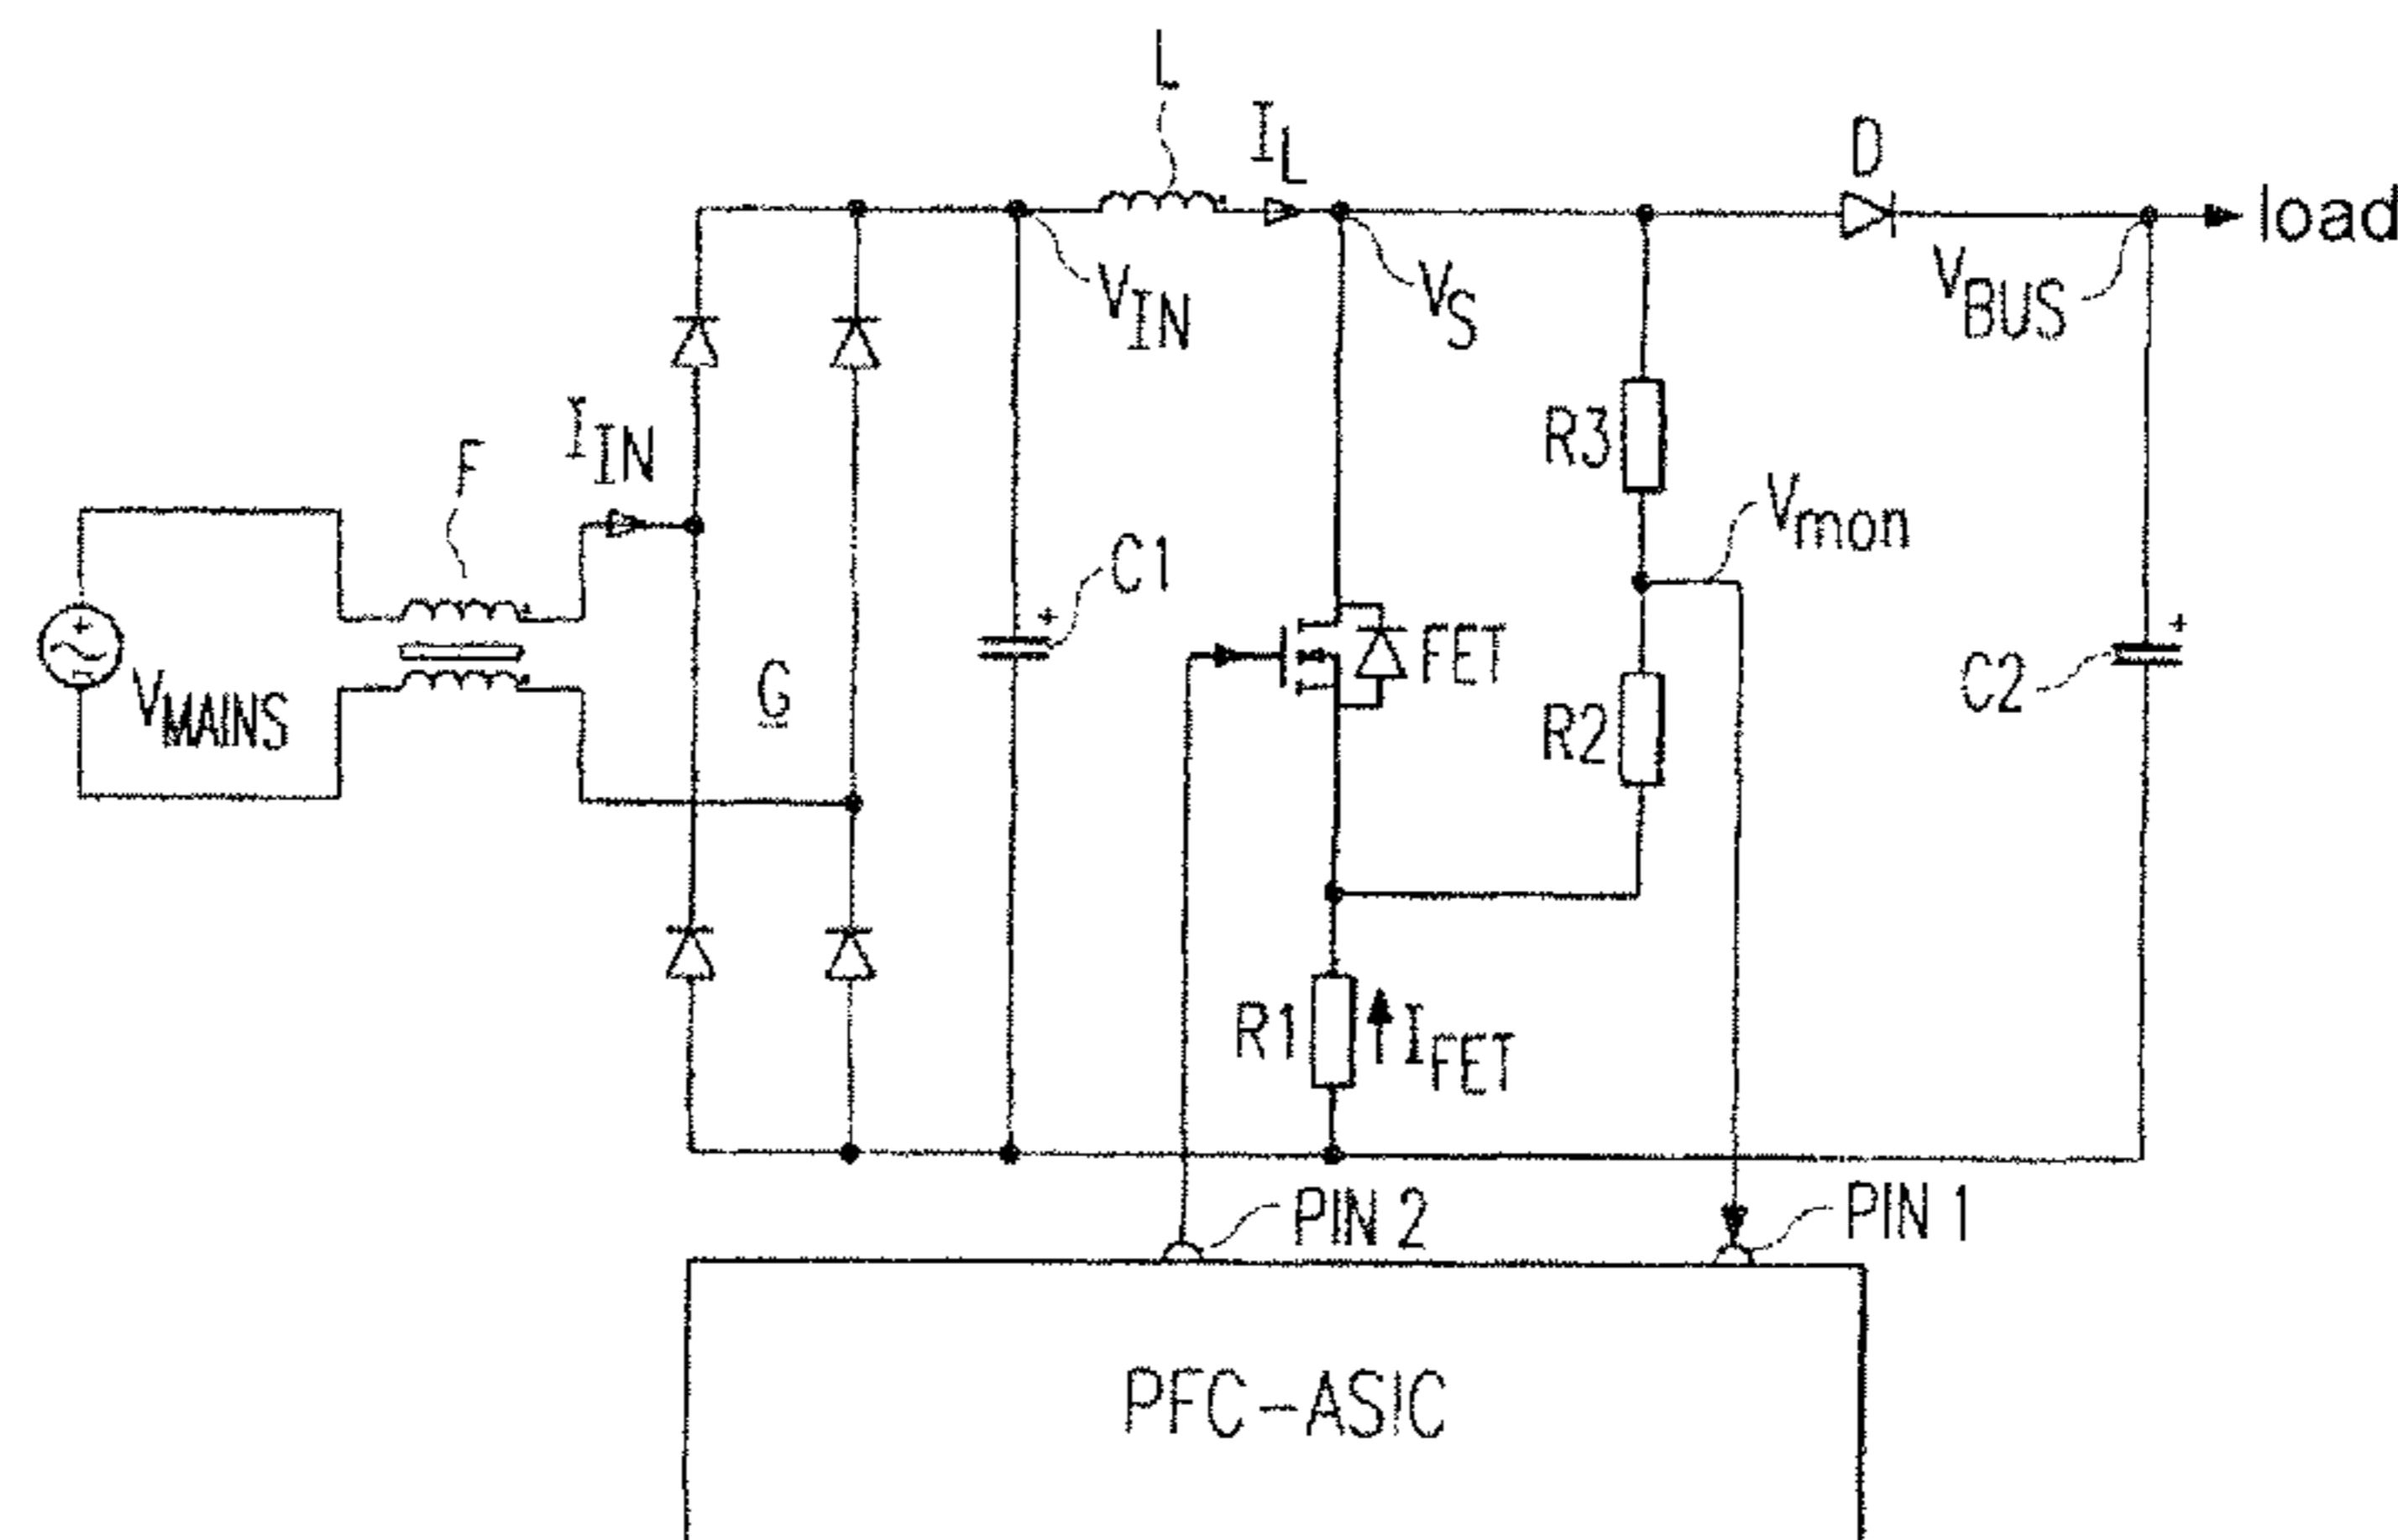 L
I_L
D
load
V_IN
V_S
V_BUS
R3
I_IN
F
V_mon
C1
FET
G
V_MAINS
R2
C2
R1
I_FET
PIN 2
PIN 1
PFC-ASIC